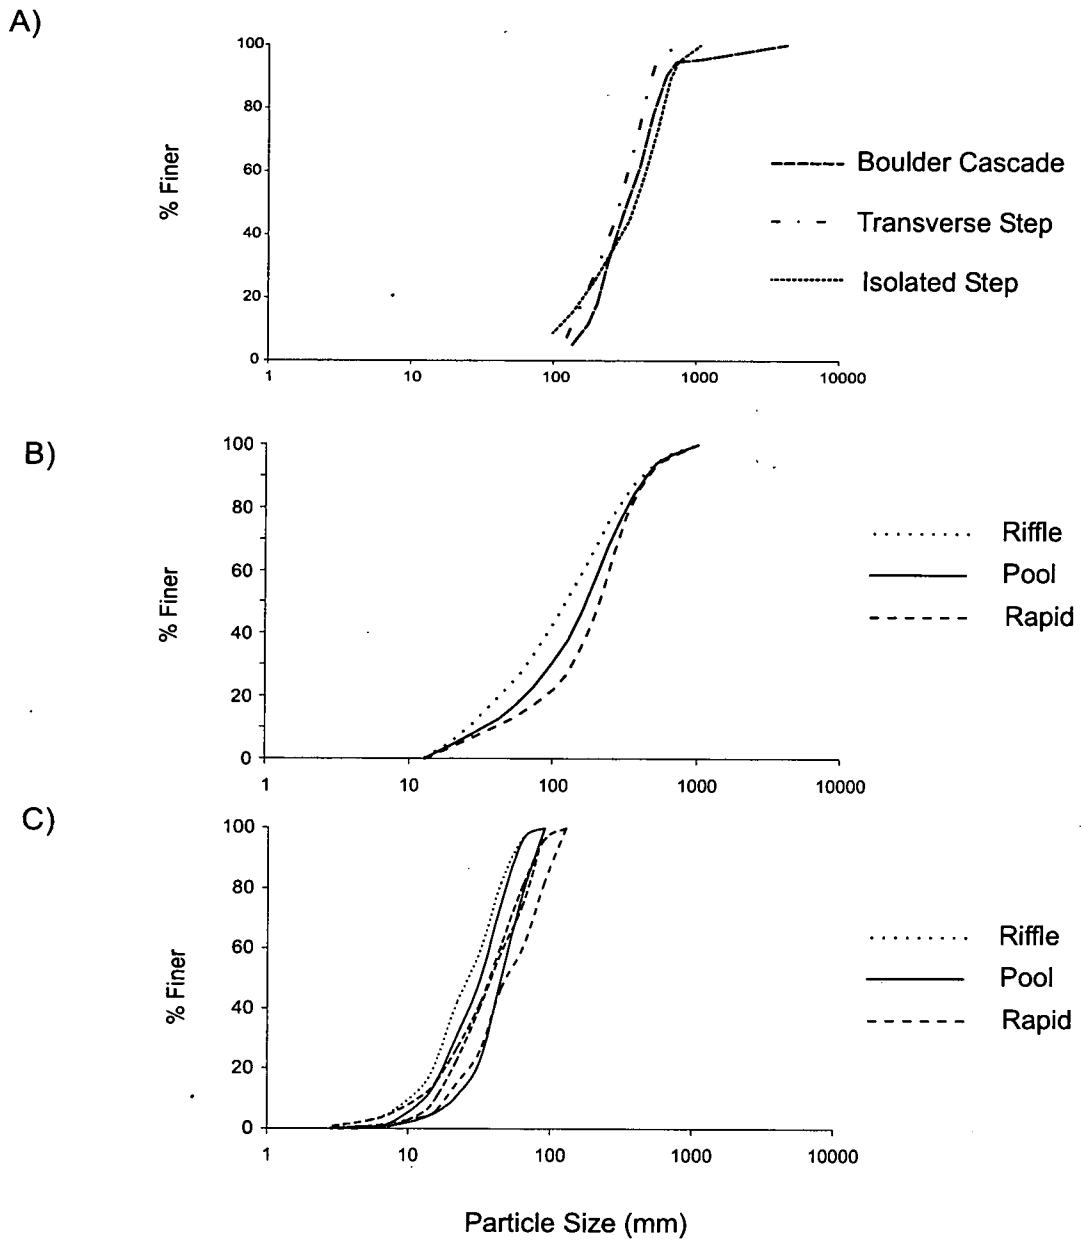 A)
100
80
60
40
20
0
% Finer
1 10 100 1000 10000
Boulder Cascade
Transverse Step
Isolated Step
B)
100
80
60
40
20
0
% Finer
1 10 100 1000 10000
Riffle
Pool
Rapid
C)
100
80
60
40
20
0
% Finer
1 10 100 1000 10000
Riffle
Pool
Rapid
Particle Size (mm)